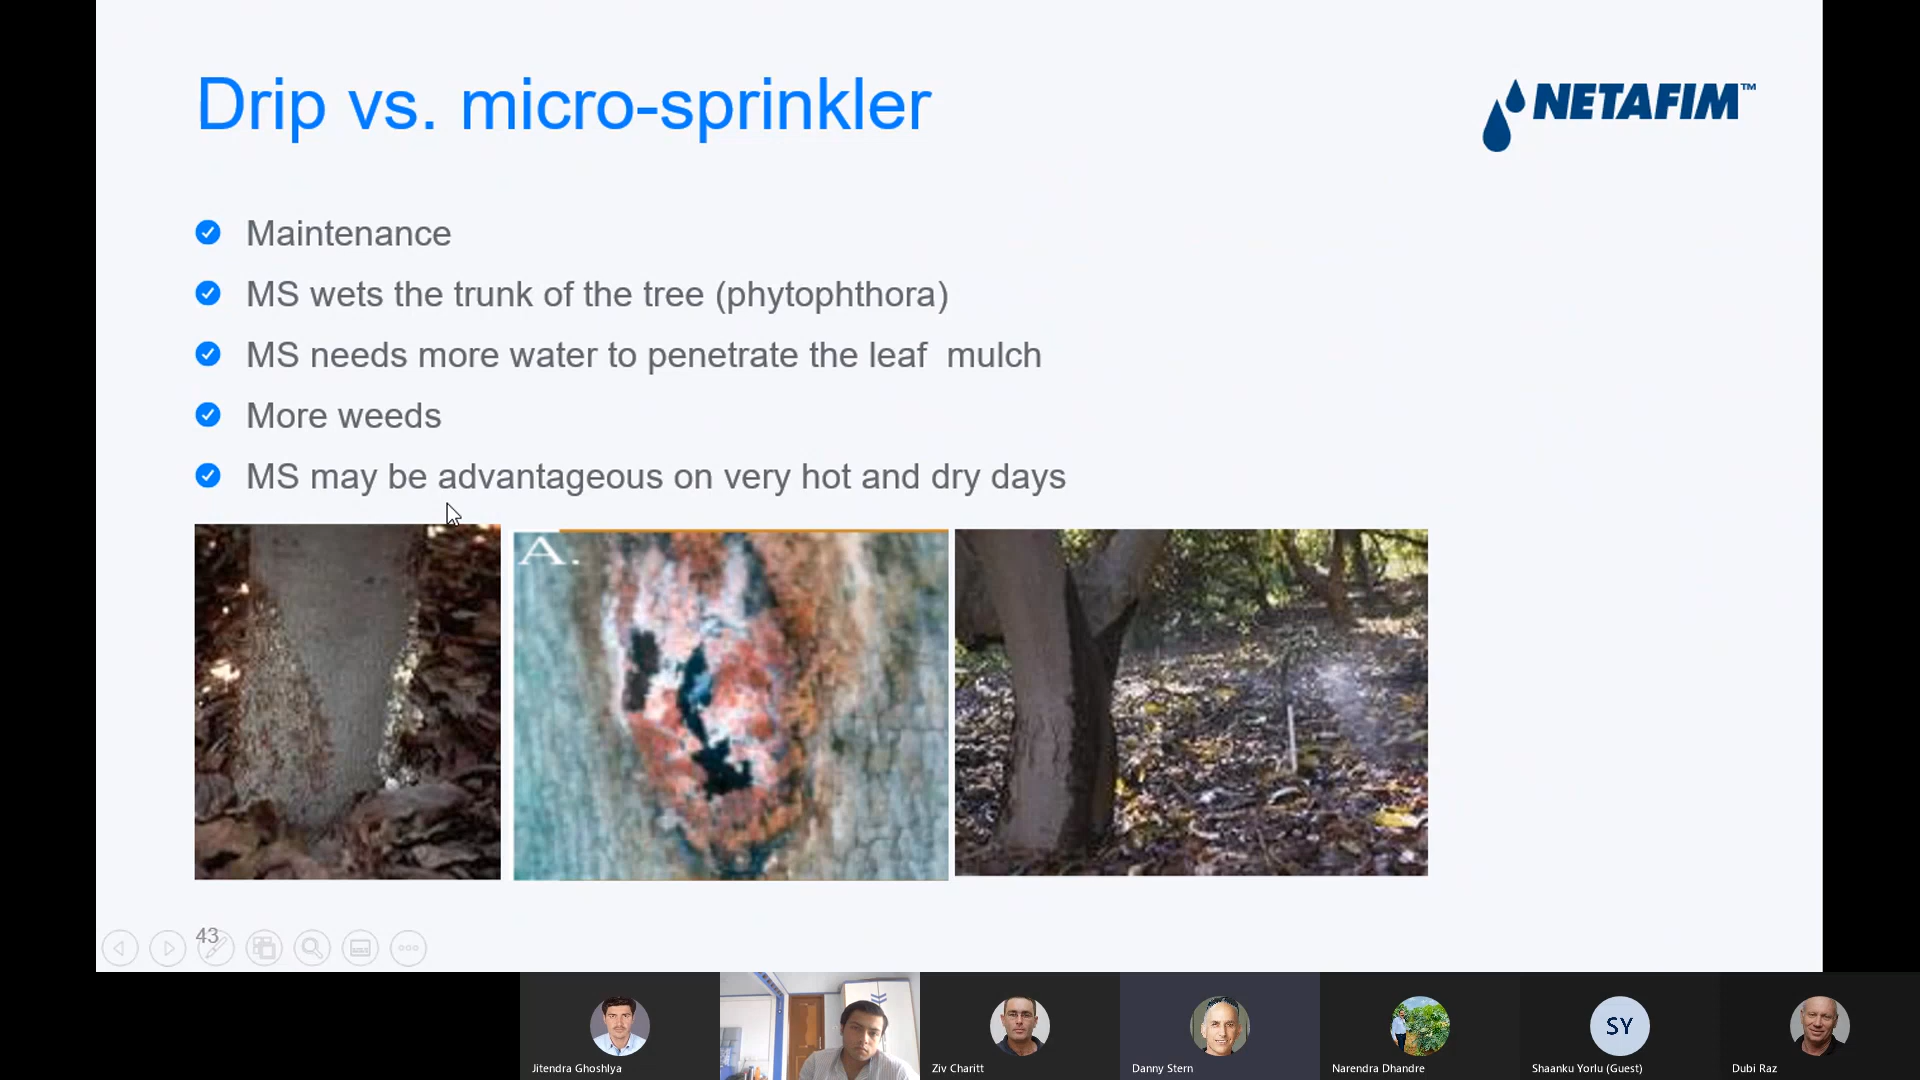 Drip vs. micro-sprinkler
NETAFIM™
Maintenance
MS wets the trunk of the tree (phytophthora)
MS needs more water to penetrate the leaf mulch
More weeds
MS may be advantageous on very hot and dry days
A.
43
SY
Jitendra Ghoshlya
Ziv Charitt
Danny Stern
Narendra Dhandre
Shaanku Yorlu (Guest)
Dubi Raz